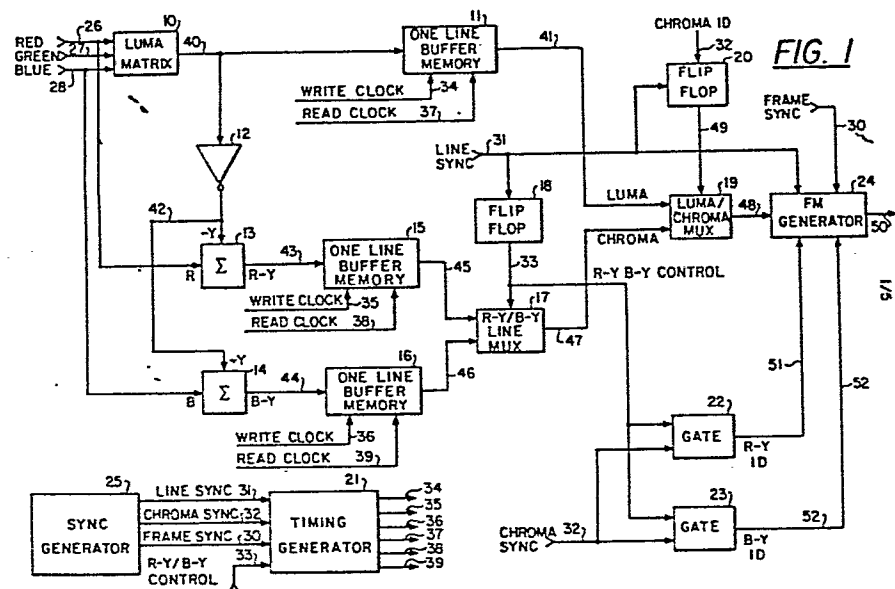 FIG. 1
RED
26
GREEN
27
BLUE
28
10
LUMA
MATRIX
40
11
ONE LINE
BUFFER
MEMORY
41
WRITE CLOCK
34
READ CLOCK
37
CHROMA ID
32
20
FLIP
FLOP
49
FRAME
SYNC
30
LINE
SYNC
31
12
18
FLIP
FLOP
33
LUMA
CHROMA
19
LUMA/
CHROMA
MUX
48
24
FM
GENERATOR
50
1/5
42
-Y
13
Σ
R
R-Y
43
15
ONE LINE
BUFFER
MEMORY
45
WRITE CLOCK
35
READ CLOCK
38
R-Y B-Y CONTROL
17
R-Y/B-Y
LINE
MUX
47
-Y
14
Σ
B
B-Y
44
16
ONE LINE
BUFFER
MEMORY
46
WRITE CLOCK
36
READ CLOCK
39
51
52
22
GATE
R-Y
ID
23
GATE
52
B-Y
ID
CHROMA
SYNC
32
25
SYNC
GENERATOR
LINE SYNC 31
CHROMA SYNC 32
FRAME SYNC 30
R-Y/B-Y
CONTROL
33
21
TIMING
GENERATOR
34
35
36
37
38
39